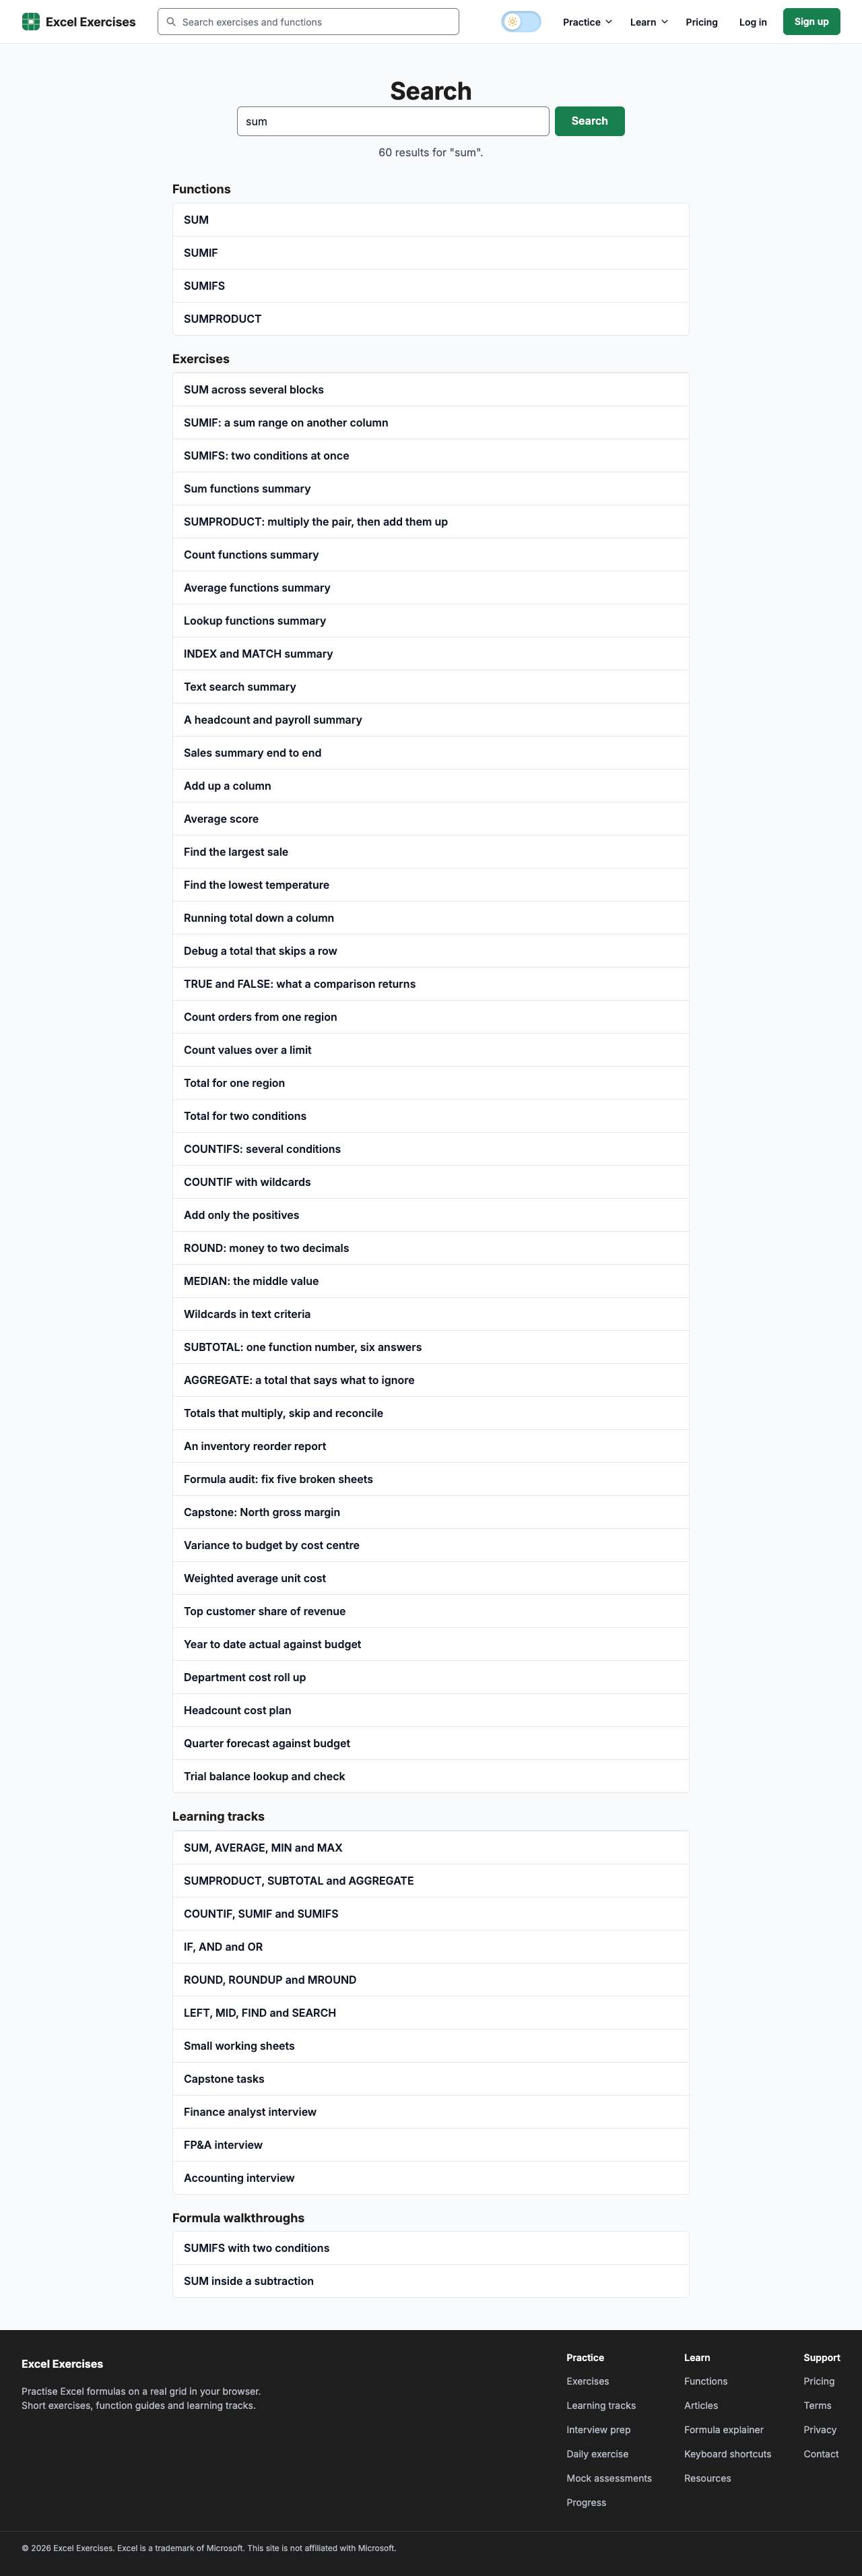 Excel Exercises
Search exercises and functions
Practice
Learn
Pricing
Log in
Sign up
Search
sum
Search
60 results for "sum".
Functions
SUM
SUMIF
SUMIFS
SUMPRODUCT
Exercises
SUM across several blocks
SUMIF: a sum range on another column
SUMIFS: two conditions at once
Sum functions summary
SUMPRODUCT: multiply the pair, then add them up
Count functions summary
Average functions summary
Lookup functions summary
INDEX and MATCH summary
Text search summary
A headcount and payroll summary
Sales summary end to end
Add up a column
Average score
Find the largest sale
Find the lowest temperature
Running total down a column
Debug a total that skips a row
TRUE and FALSE: what a comparison returns
Count orders from one region
Count values over a limit
Total for one region
Total for two conditions
COUNTIFS: several conditions
COUNTIF with wildcards
Add only the positives
ROUND: money to two decimals
MEDIAN: the middle value
Wildcards in text criteria
SUBTOTAL: one function number, six answers
AGGREGATE: a total that says what to ignore
Totals that multiply, skip and reconcile
An inventory reorder report
Formula audit: fix five broken sheets
Capstone: North gross margin
Variance to budget by cost centre
Weighted average unit cost
Top customer share of revenue
Year to date actual against budget
Department cost roll up
Headcount cost plan
Quarter forecast against budget
Trial balance lookup and check
Learning tracks
SUM, AVERAGE, MIN and MAX
SUMPRODUCT, SUBTOTAL and AGGREGATE
COUNTIF, SUMIF and SUMIFS
IF, AND and OR
ROUND, ROUNDUP and MROUND
LEFT, MID, FIND and SEARCH
Small working sheets
Capstone tasks
Finance analyst interview
FP&A interview
Accounting interview
Formula walkthroughs
SUMIFS with two conditions
SUM inside a subtraction
Excel Exercises
Practise Excel formulas on a real grid in your browser.
Short exercises, function guides and learning tracks.
Practice
Exercises
Learning tracks
Interview prep
Daily exercise
Mock assessments
Progress
Learn
Functions
Articles
Formula explainer
Keyboard shortcuts
Resources
Support
Pricing
Terms
Privacy
Contact
© 2026 Excel Exercises. Excel is a trademark of Microsoft. This site is not affiliated with Microsoft.